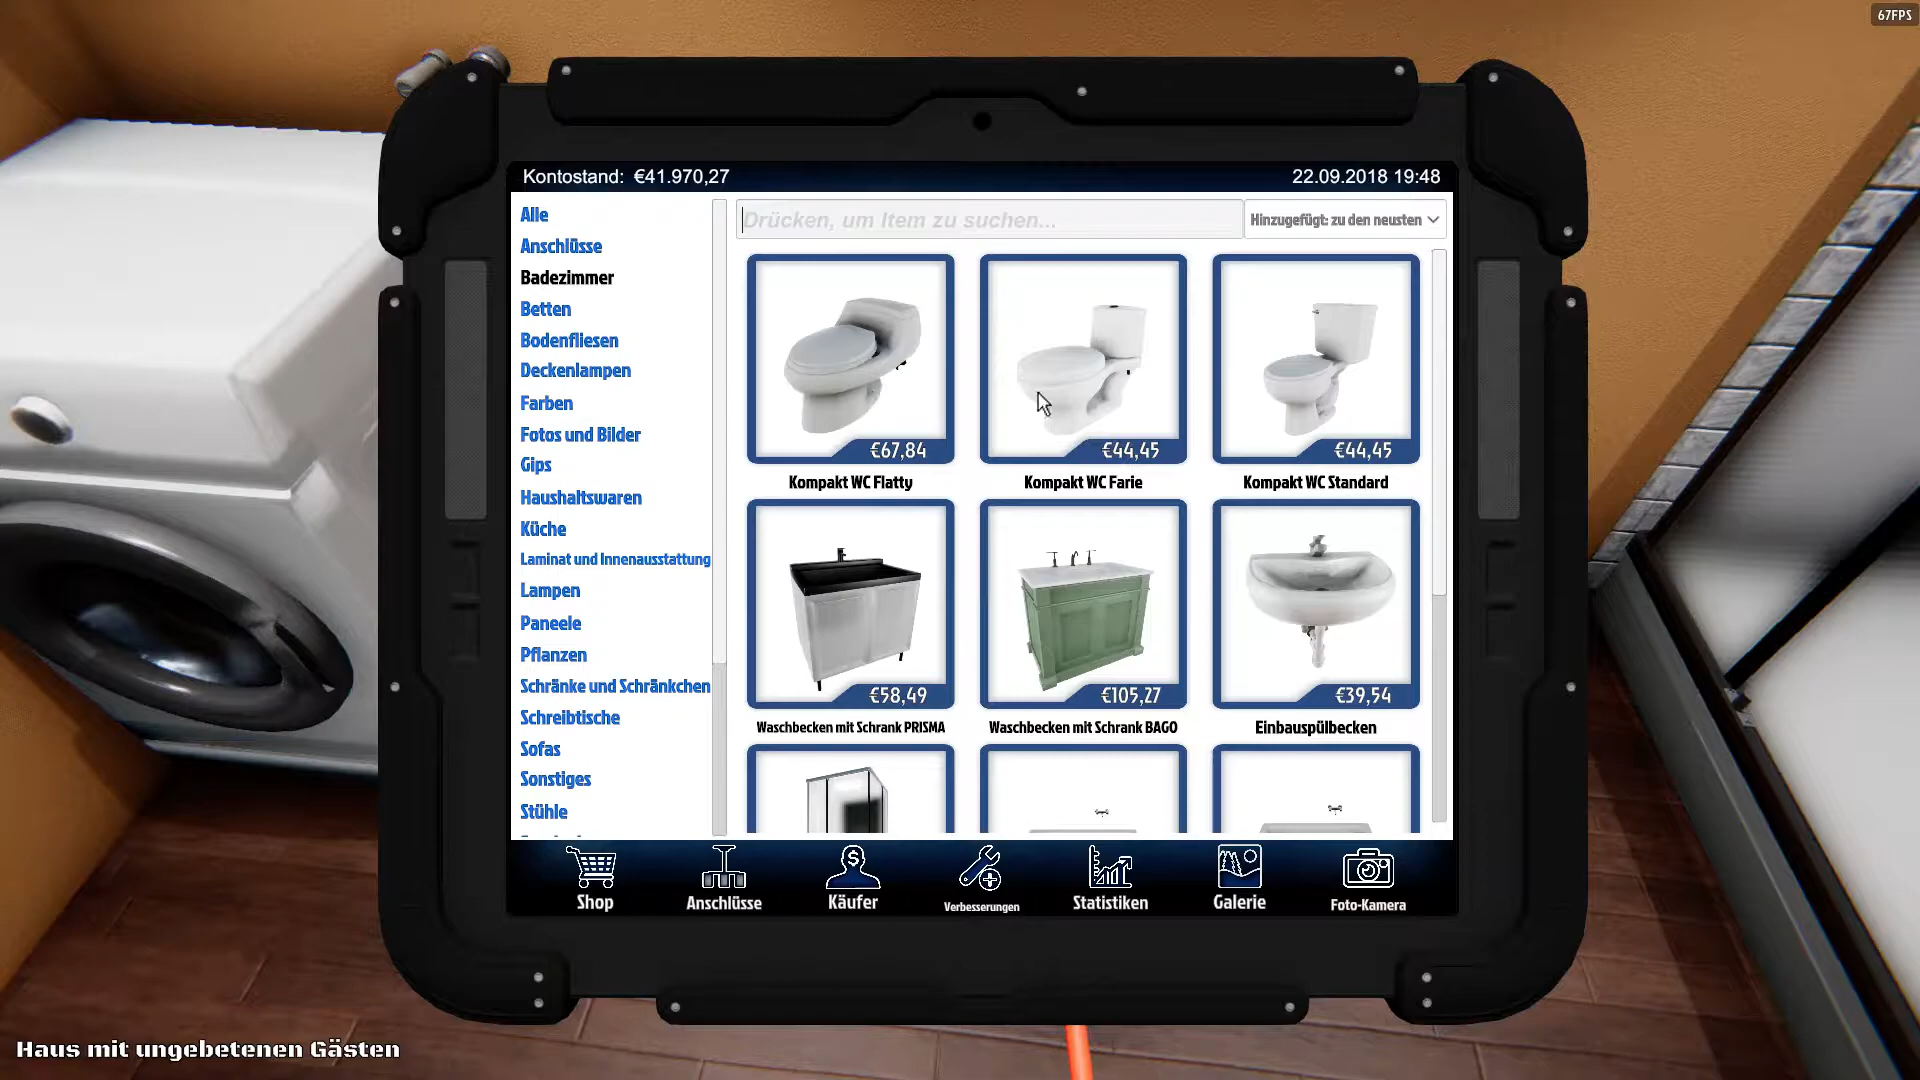 67FPS
Kontostand: €41.970,27
22.09.2018 19:48
Alle
Anschlüsse
Badezimmer
Betten
Bodenfliesen
Deckenlampen
Farben
Fotos und Bilder
Gips
Haushaltswaren
Küche
Laminat und Innenausstattung
Lampen
Paneele
Pflanzen
Schränke und Schränkchen
Schreibtische
Sofas
Sonstiges
Stühle
Drücken, um Item zu suchen...
Hinzugefügt: zu den neusten
€67,84
€44,45
€44,45
Kompakt WC Flatty
Kompakt WC Farie
Kompakt WC Standard
€58,49
€105,27
€39,54
Waschbecken mit Schrank PRISMA
Waschbecken mit Schrank BAGO
Einbauspülbecken
Shop
Anschlüsse
Käufer
Verbesserungen
Statistiken
Galerie
Foto-Kamera
Haus mit ungebetenen Gästen